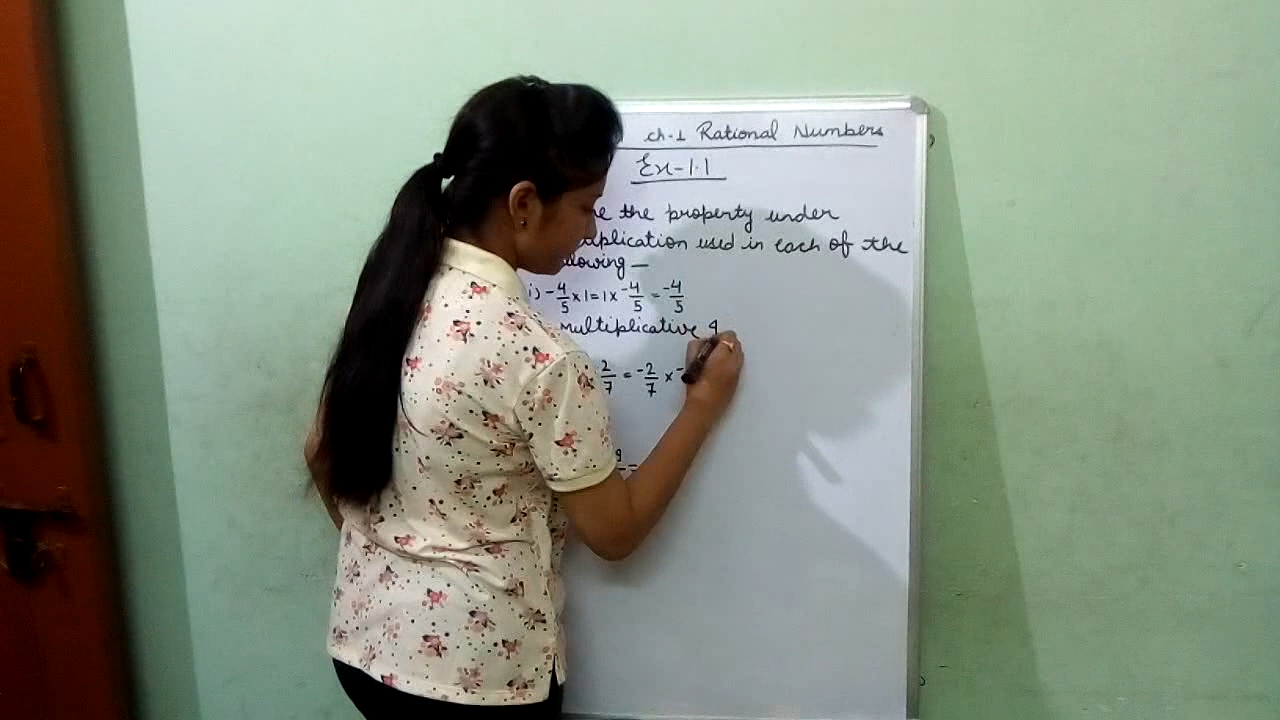 ch-1 Rational Numbers
Ex-1.1
the property under
used in each of the
i) -4/5 × 1 = 1 × -4/5 = -4/5
multiplicative
2/7 = -2/7 × -
9 =